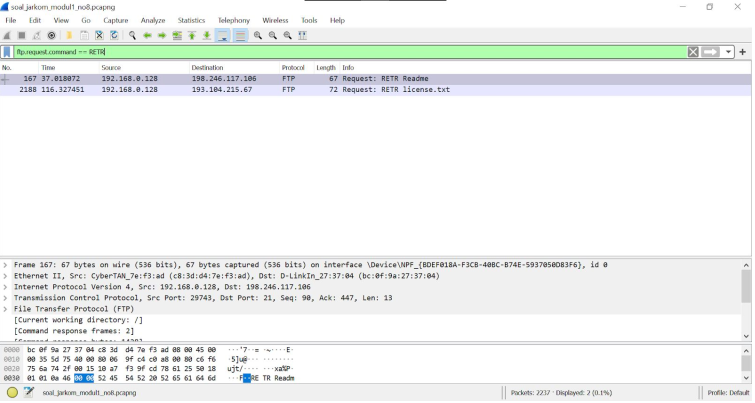 soal_jarkom_modul1_no8.pcapng
File Edit View Go Capture Analyze Statistics Telephony Wireless Tools Help
ftp.request.command == RETR
No. Time Source Destination Protocol Length Info
167 37.018072 192.168.0.128 198.246.117.106 FTP 67 Request: RETR Readme
2188 116.327451 192.168.0.128 193.104.215.67 FTP 72 Request: RETR license.txt
Frame 167: 67 bytes on wire (536 bits), 67 bytes captured (536 bits) on interface \Device\NPF_{BDEF018A-F3CB-40BC-B74E-5937050D83F6}, id 0
Ethernet II, Src: CyberTAN_7e:f3:ad (c8:3d:d4:7e:f3:ad), Dst: D-LinkIn_27:37:04 (bc:0f:9a:27:37:04)
Internet Protocol Version 4, Src: 192.168.0.128, Dst: 198.246.117.106
Transmission Control Protocol, Src Port: 29743, Dst Port: 21, Seq: 90, Ack: 447, Len: 13
File Transfer Protocol (FTP)
[Current working directory: /]
[Command response frames: 2]
0000 bc 0f 9a 27 37 04 c8 3d d4 7e f3 ad 08 00 45 00 ···'7··= ·~····E·
0010 00 35 5d 75 40 00 80 06 9f c4 c0 a8 00 80 c6 f6 ·5]u@··· ········
0020 75 6a 74 2f 00 15 10 a7 f3 9f cd 78 61 25 50 18 ujt/···· ···xa%P·
0030 01 01 0a 46 00 00 52 45 54 52 20 52 65 61 64 6d ···F··RE TR Readm
soal_jarkom_modul1_no8.pcapng Packets: 2237 · Displayed: 2 (0.1%) Profile: Default